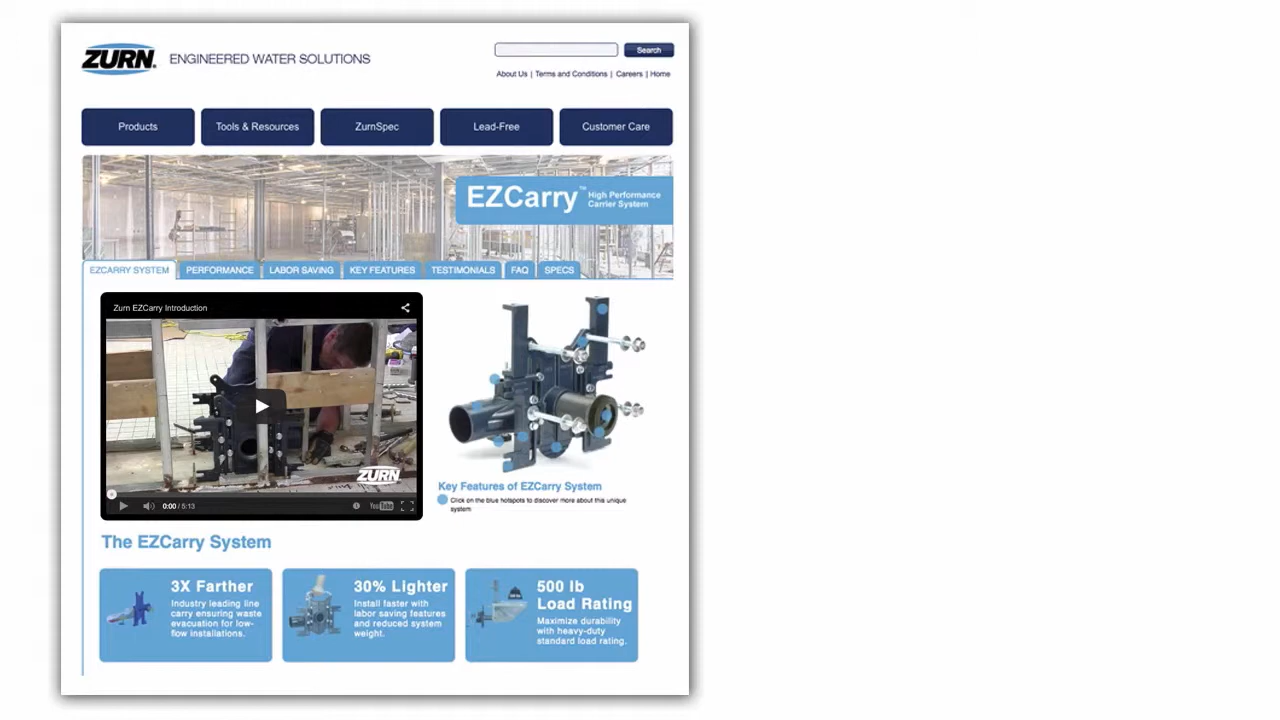 ZURN. ENGINEERED WATER SOLUTIONS
Search
About Us | Terms and Conditions | Careers | Home
Products Tools & Resources ZurnSpec Lead-Free Customer Care
EZCarry™ High Performance
Carrier System
EZCARRY SYSTEM PERFORMANCE LABOR SAVING KEY FEATURES TESTIMONIALS FAQ SPECS
Zurn EZCarry Introduction
ZURN
0:00 / 5:13 YouTube
Key Features of EZCarry System
Click on the blue hotspots to discover more about this unique
system
The EZCarry System
3X Farther
Industry leading line
carry ensuring waste
evacuation for low-
flow installations.
30% Lighter
Install faster with
labor saving features
and reduced system
weight.
500 lb
Load Rating
Maximize durability
with heavy-duty
standard load rating.